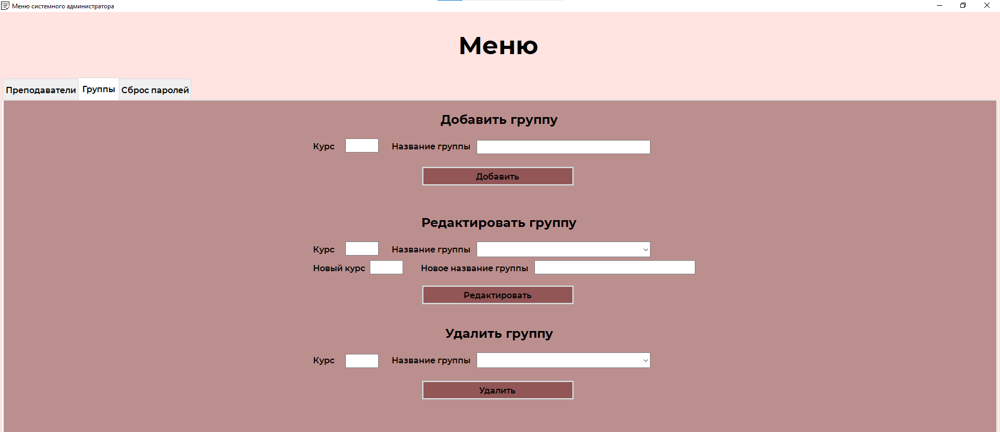 Меню системного администратора
Меню
Преподаватели Группы Сброс паролей
Добавить группу
Курс Название группы
Добавить
Редактировать группу
Курс Название группы
Новый курс Новое название группы
Редактировать
Удалить группу
Курс Название группы
Удалить